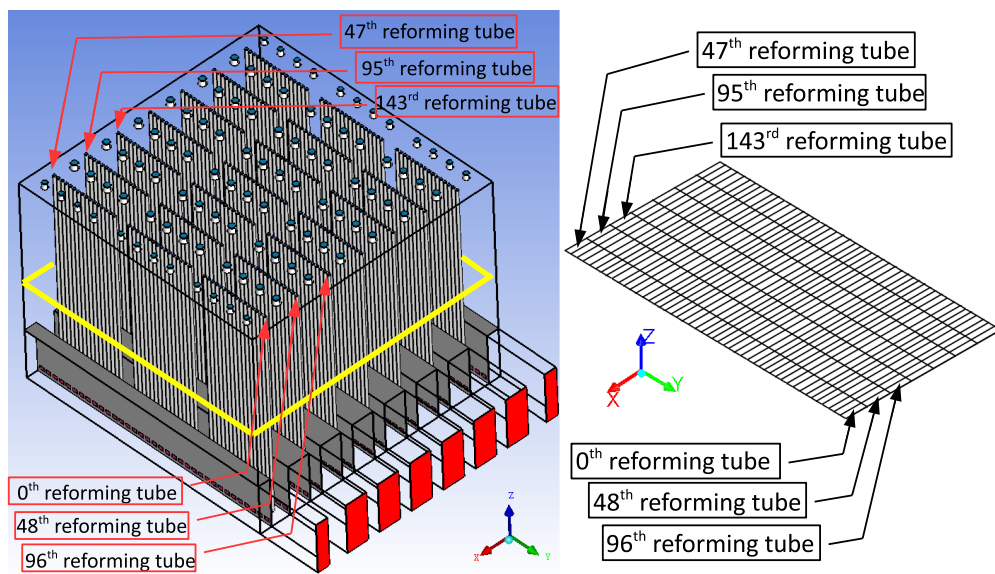 47th reforming tube
95th reforming tube
143rd reforming tube
0th reforming tube
48th reforming tube
96th reforming tube
Z
X
Y
47th reforming tube
95th reforming tube
143rd reforming tube
Z
X
Y
0th reforming tube
48th reforming tube
96th reforming tube